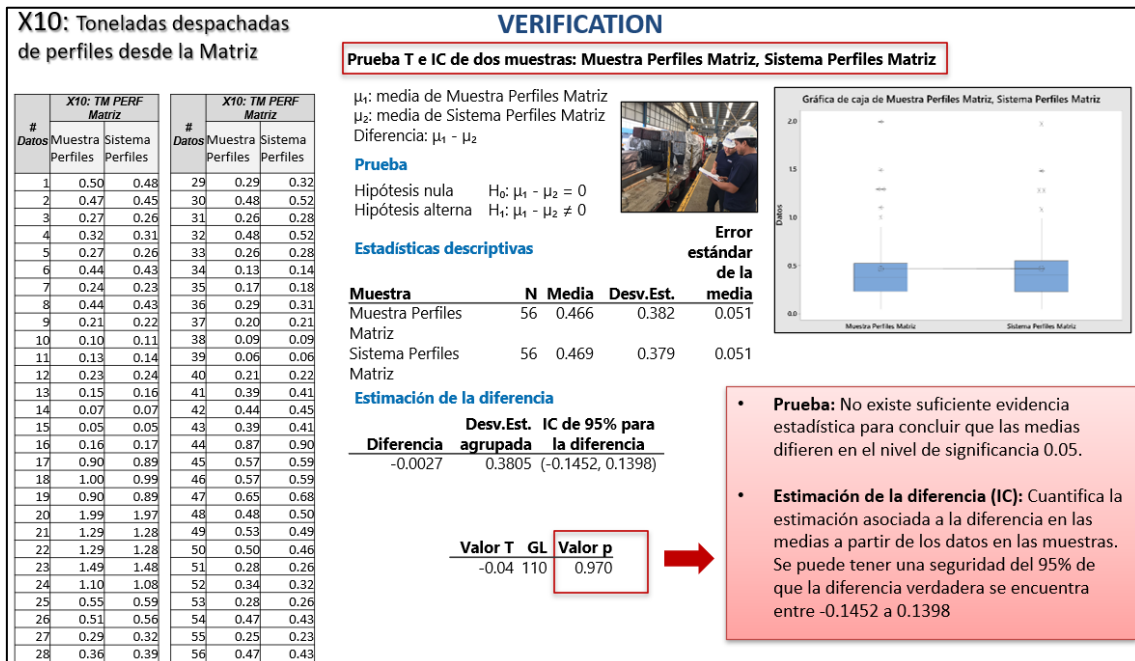 X10: Toneladas despachadas
de perfiles desde la Matriz
VERIFICATION
Prueba T e IC de dos muestras: Muestra Perfiles Matriz, Sistema Perfiles Matriz
# Datos X10: TM PERF Matriz
Muestra Perfiles Sistema Perfiles
1 0.50 0.48
2 0.47 0.45
3 0.27 0.26
4 0.32 0.31
5 0.27 0.26
6 0.44 0.43
7 0.24 0.23
8 0.44 0.43
9 0.21 0.22
10 0.10 0.11
11 0.13 0.14
12 0.23 0.24
13 0.15 0.16
14 0.07 0.07
15 0.05 0.05
16 0.16 0.17
17 0.90 0.89
18 1.00 0.99
19 0.90 0.89
20 1.99 1.97
21 1.29 1.28
22 1.29 1.28
23 1.49 1.48
24 1.10 1.08
25 0.55 0.59
26 0.51 0.56
27 0.29 0.32
28 0.36 0.39
# Datos X10: TM PERF Matriz
Muestra Perfiles Sistema Perfiles
29 0.29 0.32
30 0.48 0.52
31 0.26 0.28
32 0.48 0.52
33 0.26 0.28
34 0.13 0.14
35 0.17 0.18
36 0.29 0.31
37 0.20 0.21
38 0.09 0.09
39 0.06 0.06
40 0.21 0.22
41 0.39 0.41
42 0.44 0.45
43 0.39 0.41
44 0.87 0.90
45 0.57 0.59
46 0.57 0.59
47 0.65 0.68
48 0.48 0.50
49 0.53 0.49
50 0.50 0.46
51 0.28 0.26
52 0.34 0.32
53 0.28 0.26
54 0.47 0.43
55 0.25 0.23
56 0.47 0.43
µ₁: media de Muestra Perfiles Matriz
µ₂: media de Sistema Perfiles Matriz
Diferencia: µ₁ - µ₂
Prueba
Hipótesis nula H₀: µ₁ - µ₂ = 0
Hipótesis alterna H₁: µ₁ - µ₂ ≠ 0
Estadísticas descriptivas
Error
estándar
de la
Muestra N Media Desv.Est. media
Muestra Perfiles 56 0.466 0.382 0.051
Matriz
Sistema Perfiles 56 0.469 0.379 0.051
Matriz
Estimación de la diferencia
Desv.Est. IC de 95% para
Diferencia agrupada la diferencia
-0.0027 0.3805 (-0.1452, 0.1398)
Valor T GL Valor p
-0.04 110 0.970
Gráfica de caja de Muestra Perfiles Matriz, Sistema Perfiles Matriz
2.0
1.5
1.0
Datos
0.5
0.0
Muestra Perfiles Matriz Sistema Perfiles Matriz
• Prueba: No existe suficiente evidencia
estadística para concluir que las medias
difieren en el nivel de significancia 0.05.
• Estimación de la diferencia (IC): Cuantifica la
estimación asociada a la diferencia en las
medias a partir de los datos en las muestras.
Se puede tener una seguridad del 95% de
que la diferencia verdadera se encuentra
entre -0.1452 a 0.1398